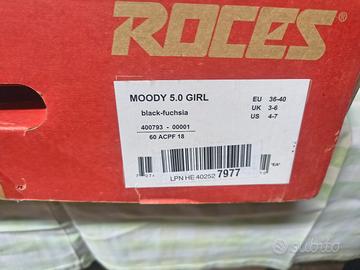 ROCES
MOODY 5.0 GIRL
black-fuchsia
400793 - 00001
60 ACPF 18
EU 36-40
UK 3-6
US 4-7
"EA"
LPN HE 40252 7977
subito